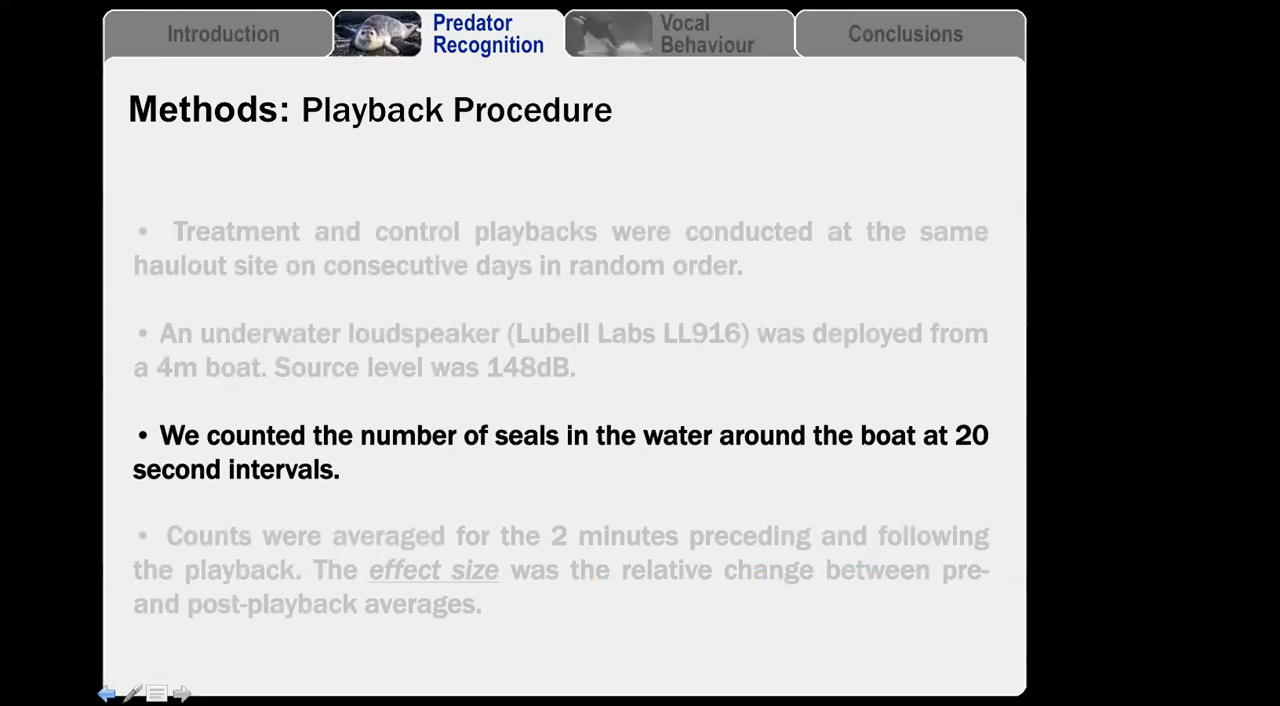 Introduction
Predator
Recognition
Vocal
Behaviour
Conclusions
Methods: Playback Procedure
• Treatment and control playbacks were conducted at the same
haulout site on consecutive days in random order.
• An underwater loudspeaker (Lubell Labs LL916) was deployed from
a 4m boat. Source level was 148dB.
• We counted the number of seals in the water around the boat at 20
second intervals.
• Counts were averaged for the 2 minutes preceding and following
the playback. The effect size was the relative change between pre-
and post-playback averages.